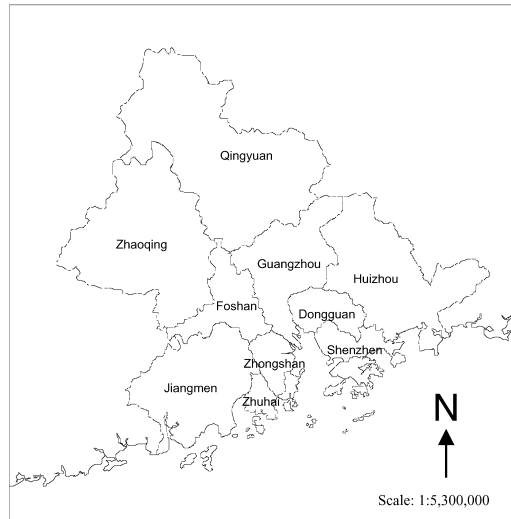 Qingyuan
Zhaoqing
Guangzhou
Huizhou
Foshan
Dongguan
Shenzhen
Zhongshan
Jiangmen
Zhuhai
N
Scale: 1:5,300,000